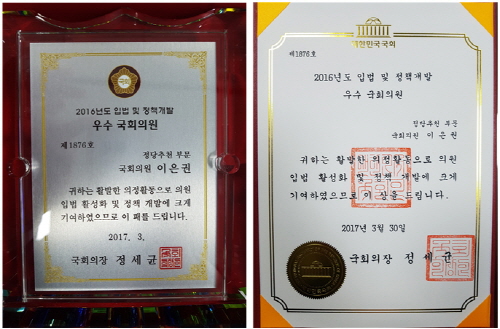 2016년도 입법 및 정책개발
우수 국회의원
제1876호
정당추천 부문
국회의원 이은권
귀하는 활발한 의정활동으로 의원
입법 활성화 및 정책 개발에 크게
기여하였으므로 이 패를 드립니다.
2017. 3.
국회의장 정세균
대한민국국회
제1876호
2016년도 입법 및 정책개발
우수 국회의원
정당추천 부문
국회의원 이은권
귀하는 활발한 의정활동으로 의원
입법 활성화 및 정책 개발에 크게
기여하였으므로 이 상을 드립니다.
2017년 3월 30일
국회의장 정세균